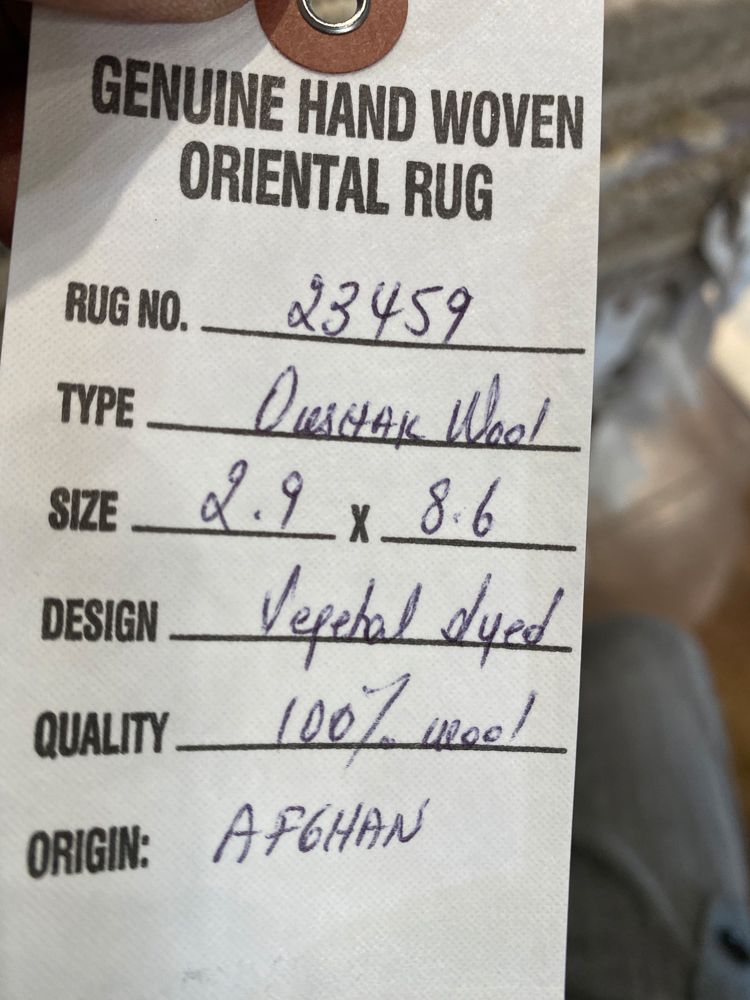 GENUINE HAND WOVEN
ORIENTAL RUG
RUG NO. 23459
TYPE OUSHAK Wool
SIZE 2.9 X 8.6
DESIGN Vegetal dyed
QUALITY 100% wool
ORIGIN: AFGHAN